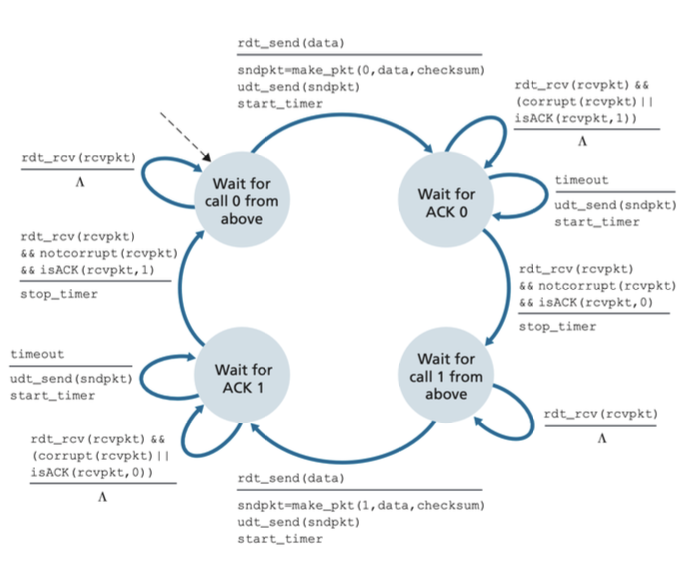 rdt_send(data)
sndpkt=make_pkt(0,data,checksum)
udt_send(sndpkt)
start_timer
rdt_rcv(rcvpkt) &&
(corrupt(rcvpkt)||
isACK(rcvpkt,1))
Λ
rdt_rcv(rcvpkt)
Λ
Wait for
call 0 from
above
Wait for
ACK 0
timeout
udt_send(sndpkt)
start_timer
rdt_rcv(rcvpkt)
&& notcorrupt(rcvpkt)
&& isACK(rcvpkt,1)
stop_timer
rdt_rcv(rcvpkt)
&& notcorrupt(rcvpkt)
&& isACK(rcvpkt,0)
stop_timer
timeout
udt_send(sndpkt)
start_timer
Wait for
ACK 1
Wait for
call 1 from
above
rdt_rcv(rcvpkt)
Λ
rdt_rcv(rcvpkt) &&
(corrupt(rcvpkt)||
isACK(rcvpkt,0))
Λ
rdt_send(data)
sndpkt=make_pkt(1,data,checksum)
udt_send(sndpkt)
start_timer